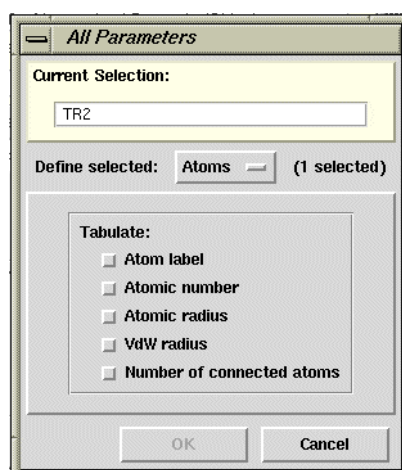 All Parameters
Current Selection:
TR2
Define selected: Atoms (1 selected)
Tabulate:
Atom label
Atomic number
Atomic radius
VdW radius
Number of connected atoms
OK Cancel